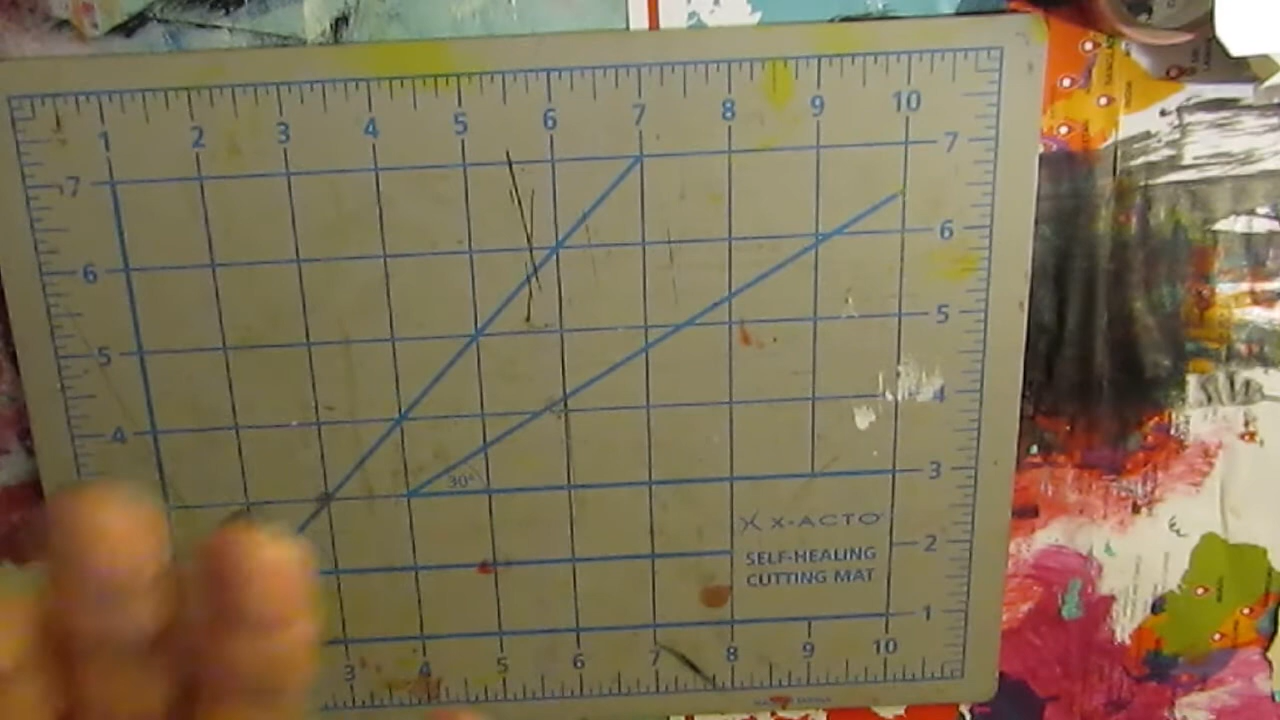 1 2 3 4 5 6 7 8 9 10
7 7
6 6
5 5
4 4
30° 3
X-ACTO
SELF-HEALING 2
CUTTING MAT
1
3 4 5 6 7 8 9 10